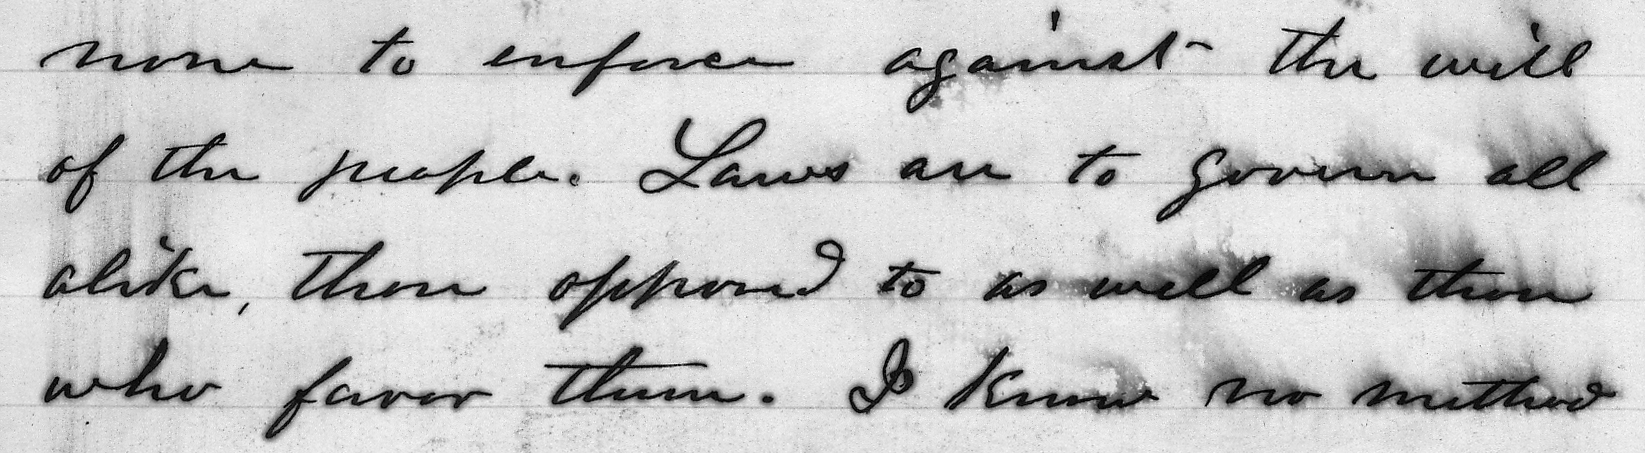 none to enforce against the will
of the people. Laws are to govern all
alike, those opposed to as well as those
who favor them. I know no method